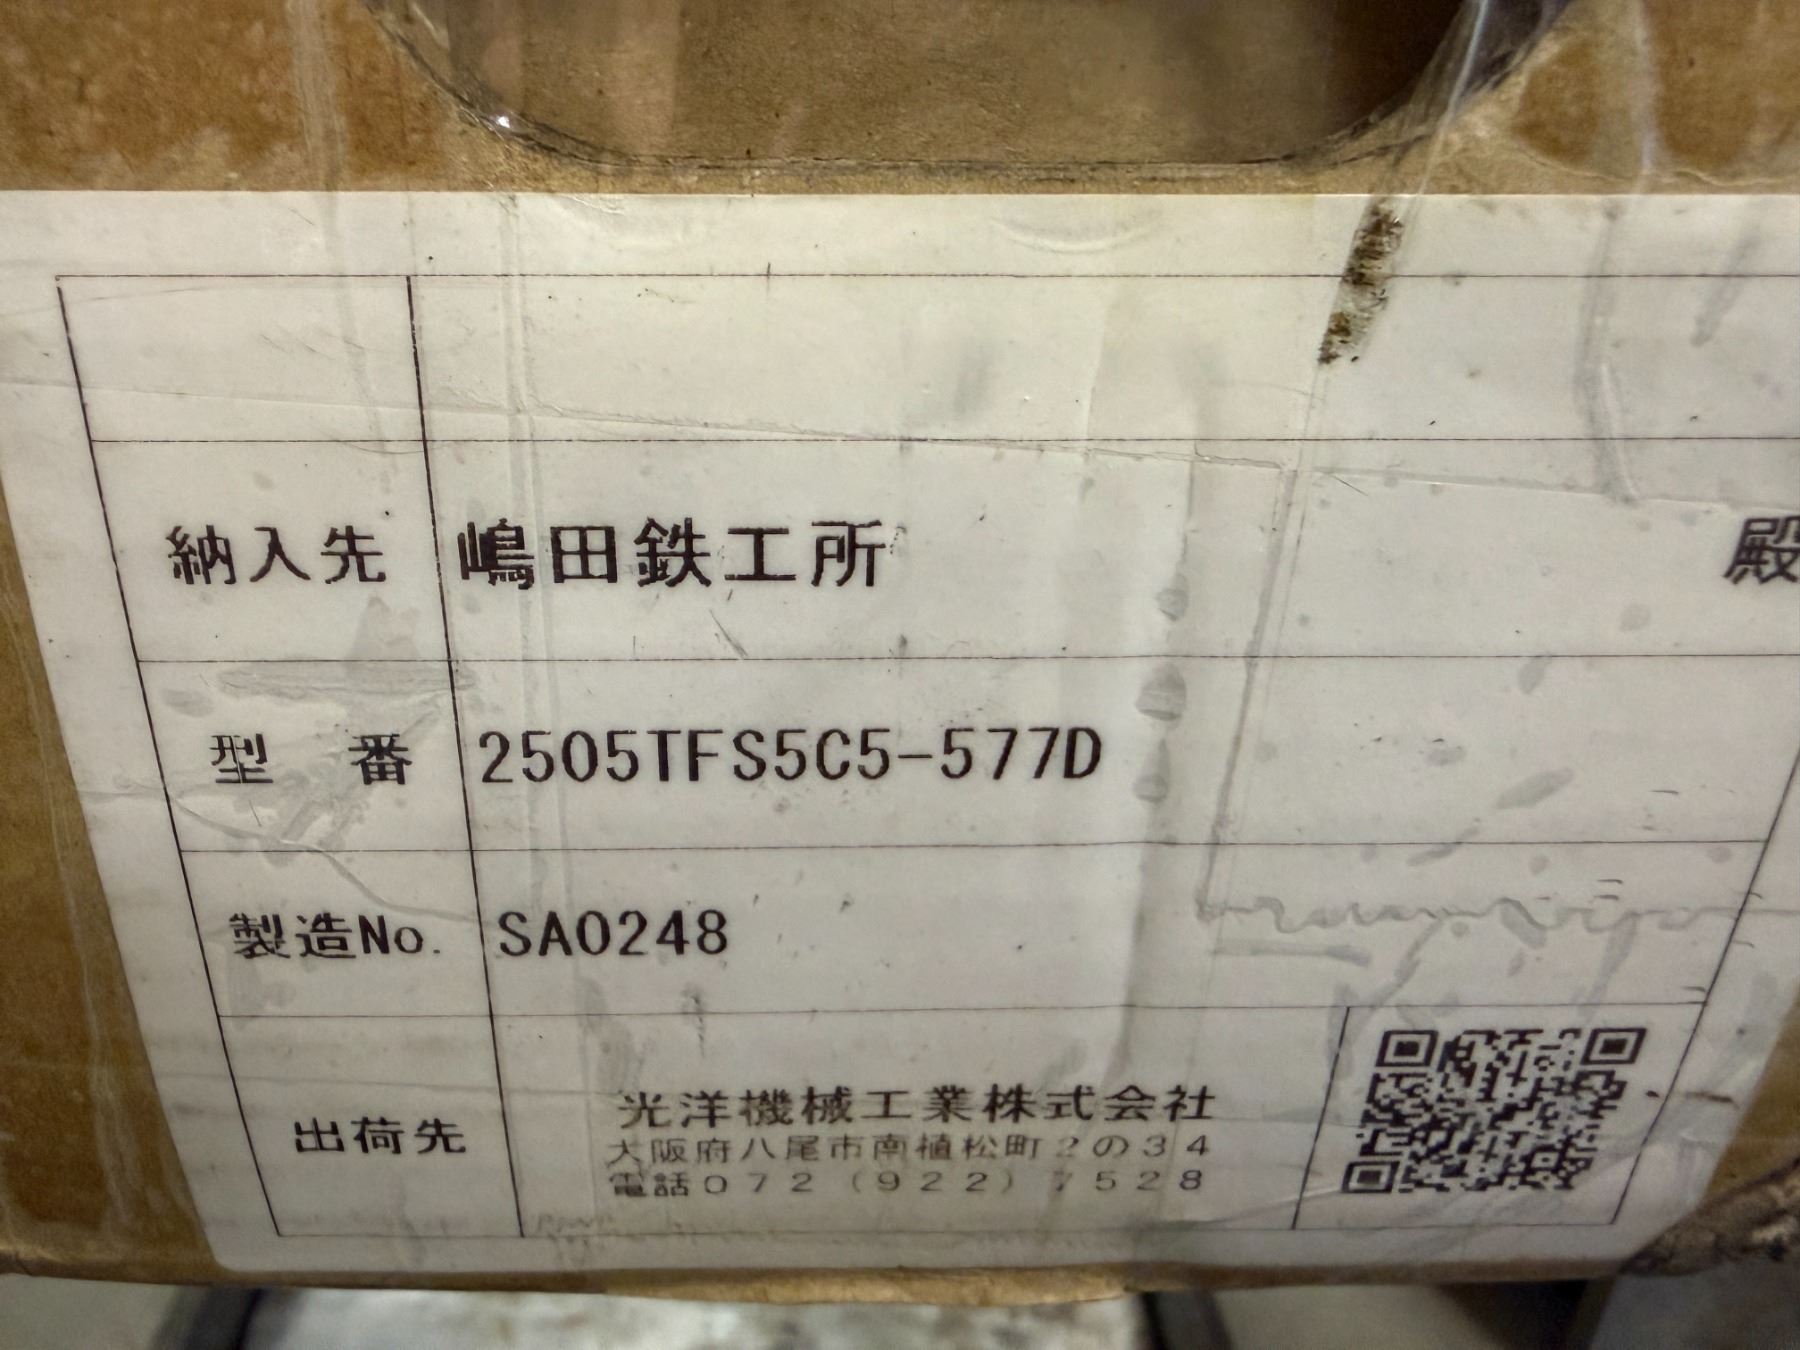 納入先 嶋田鉄工所 殿
型 番 2505TFS5C5-577D
製造No. SA0248
出荷先 光洋機械工業株式会社
大阪府八尾市南植松町2の34
電話072(922)7528